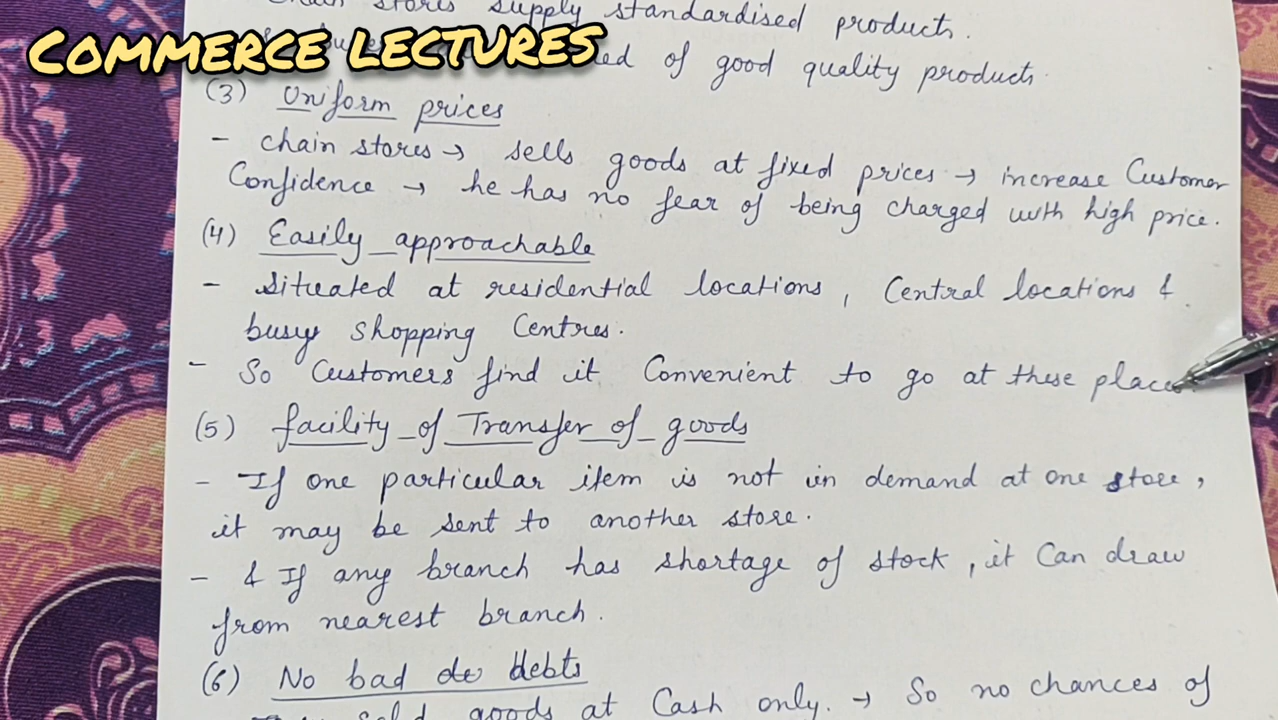 Chain stores supply standardised products.
COMMERCE LECTURES
of good quality products
(3) Uniform prices
- chain stores → sells goods at fixed prices → increase Customer
Confidence → he has no fear of being charged with high price.
(4) Easily approachable
- Situated at residential locations, Central locations &
busy shopping Centres.
- So Customers find it Convenient to go at these places
(5) facility of Transfer of goods
- If one particular item is not in demand at one store,
it may be sent to another store.
- & If any branch has shortage of stock, it Can draw
from nearest branch.
(6) No bad de debts
goods at Cash only. → So no chances of